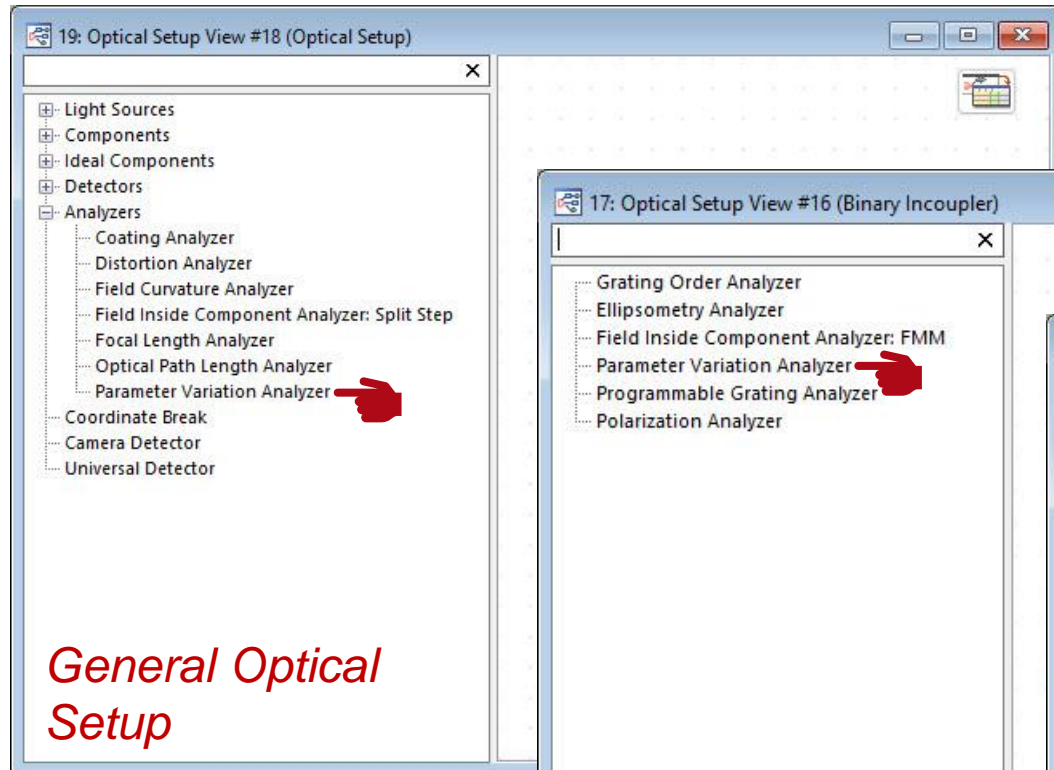 19: Optical Setup View #18 (Optical Setup)
Light Sources
Components
Ideal Components
Detectors
Analyzers
Coating Analyzer
Distortion Analyzer
Field Curvature Analyzer
Field Inside Component Analyzer: Split Step
Focal Length Analyzer
Optical Path Length Analyzer
Parameter Variation Analyzer
Coordinate Break
Camera Detector
Universal Detector
General Optical
Setup
17: Optical Setup View #16 (Binary Incoupler)
Grating Order Analyzer
Ellipsometry Analyzer
Field Inside Component Analyzer: FMM
Parameter Variation Analyzer
Programmable Grating Analyzer
Polarization Analyzer